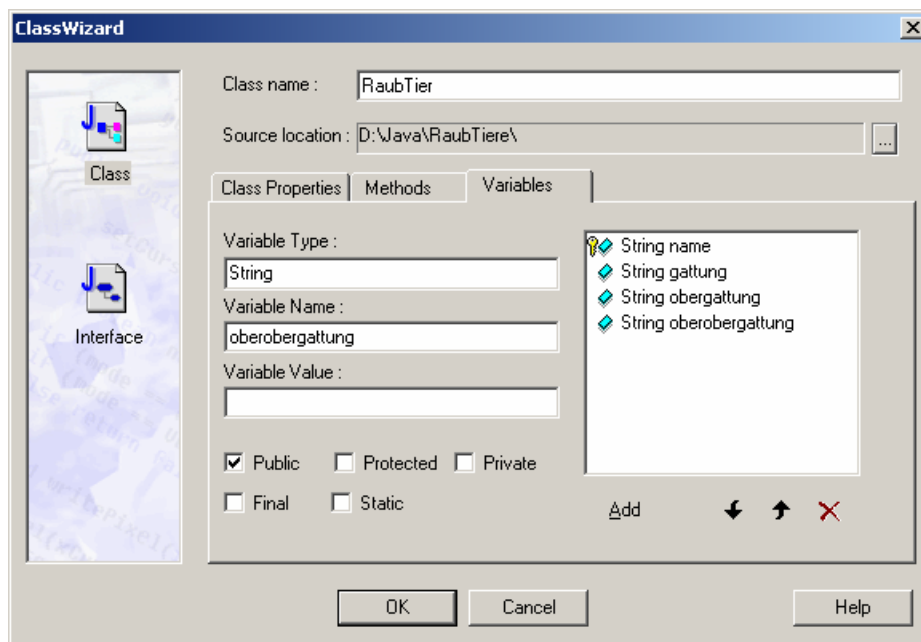 ClassWizard
Class name :
RaubTier
Source location :
D:\Java\RaubTiere\
...
Class
Interface
Class Properties
Methods
Variables
Variable Type :
String
Variable Name :
oberobergattung
Variable Value :
Public
Protected
Private
Final
Static
String name
String gattung
String obergattung
String oberobergattung
Add
OK
Cancel
Help